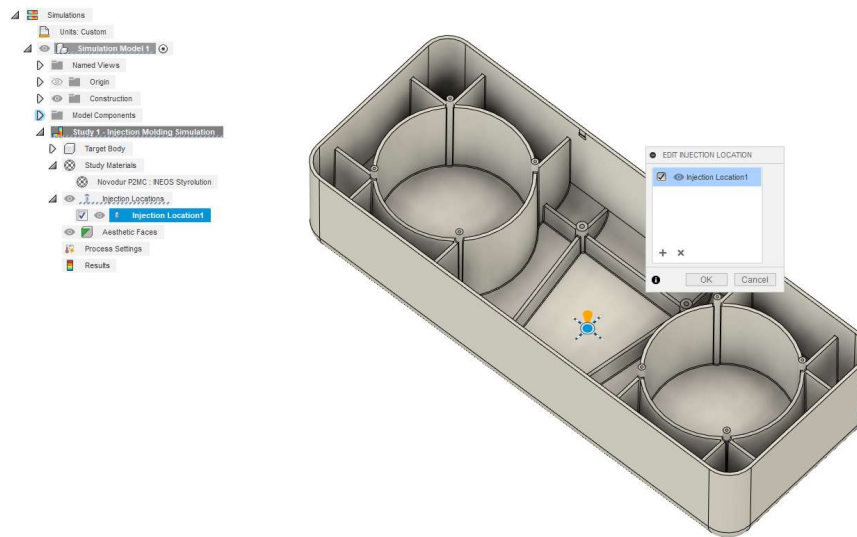 Simulations
Units: Custom
Simulation Model 1
Named Views
Origin
Construction
Model Components
Study 1 - Injection Molding Simulation
Target Body
Study Materials
Novodur P2MC : INEOS Styrolution
Injection Locations
Injection Location1
Aesthetic Faces
Process Settings
Results
EDIT INJECTION LOCATION
Injection Location1
OK Cancel